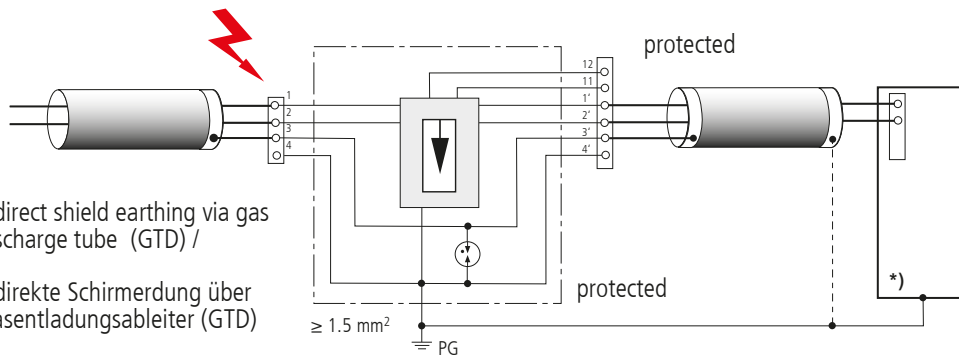 protected
12
11
1 1'
2 2'
3 3'
4 4'
direct shield earthing via gas
scharge tube (GTD) /
direkte Schirmerdung über
asentladungsableiter (GTD)
protected
*)
≥ 1.5 mm²
PG